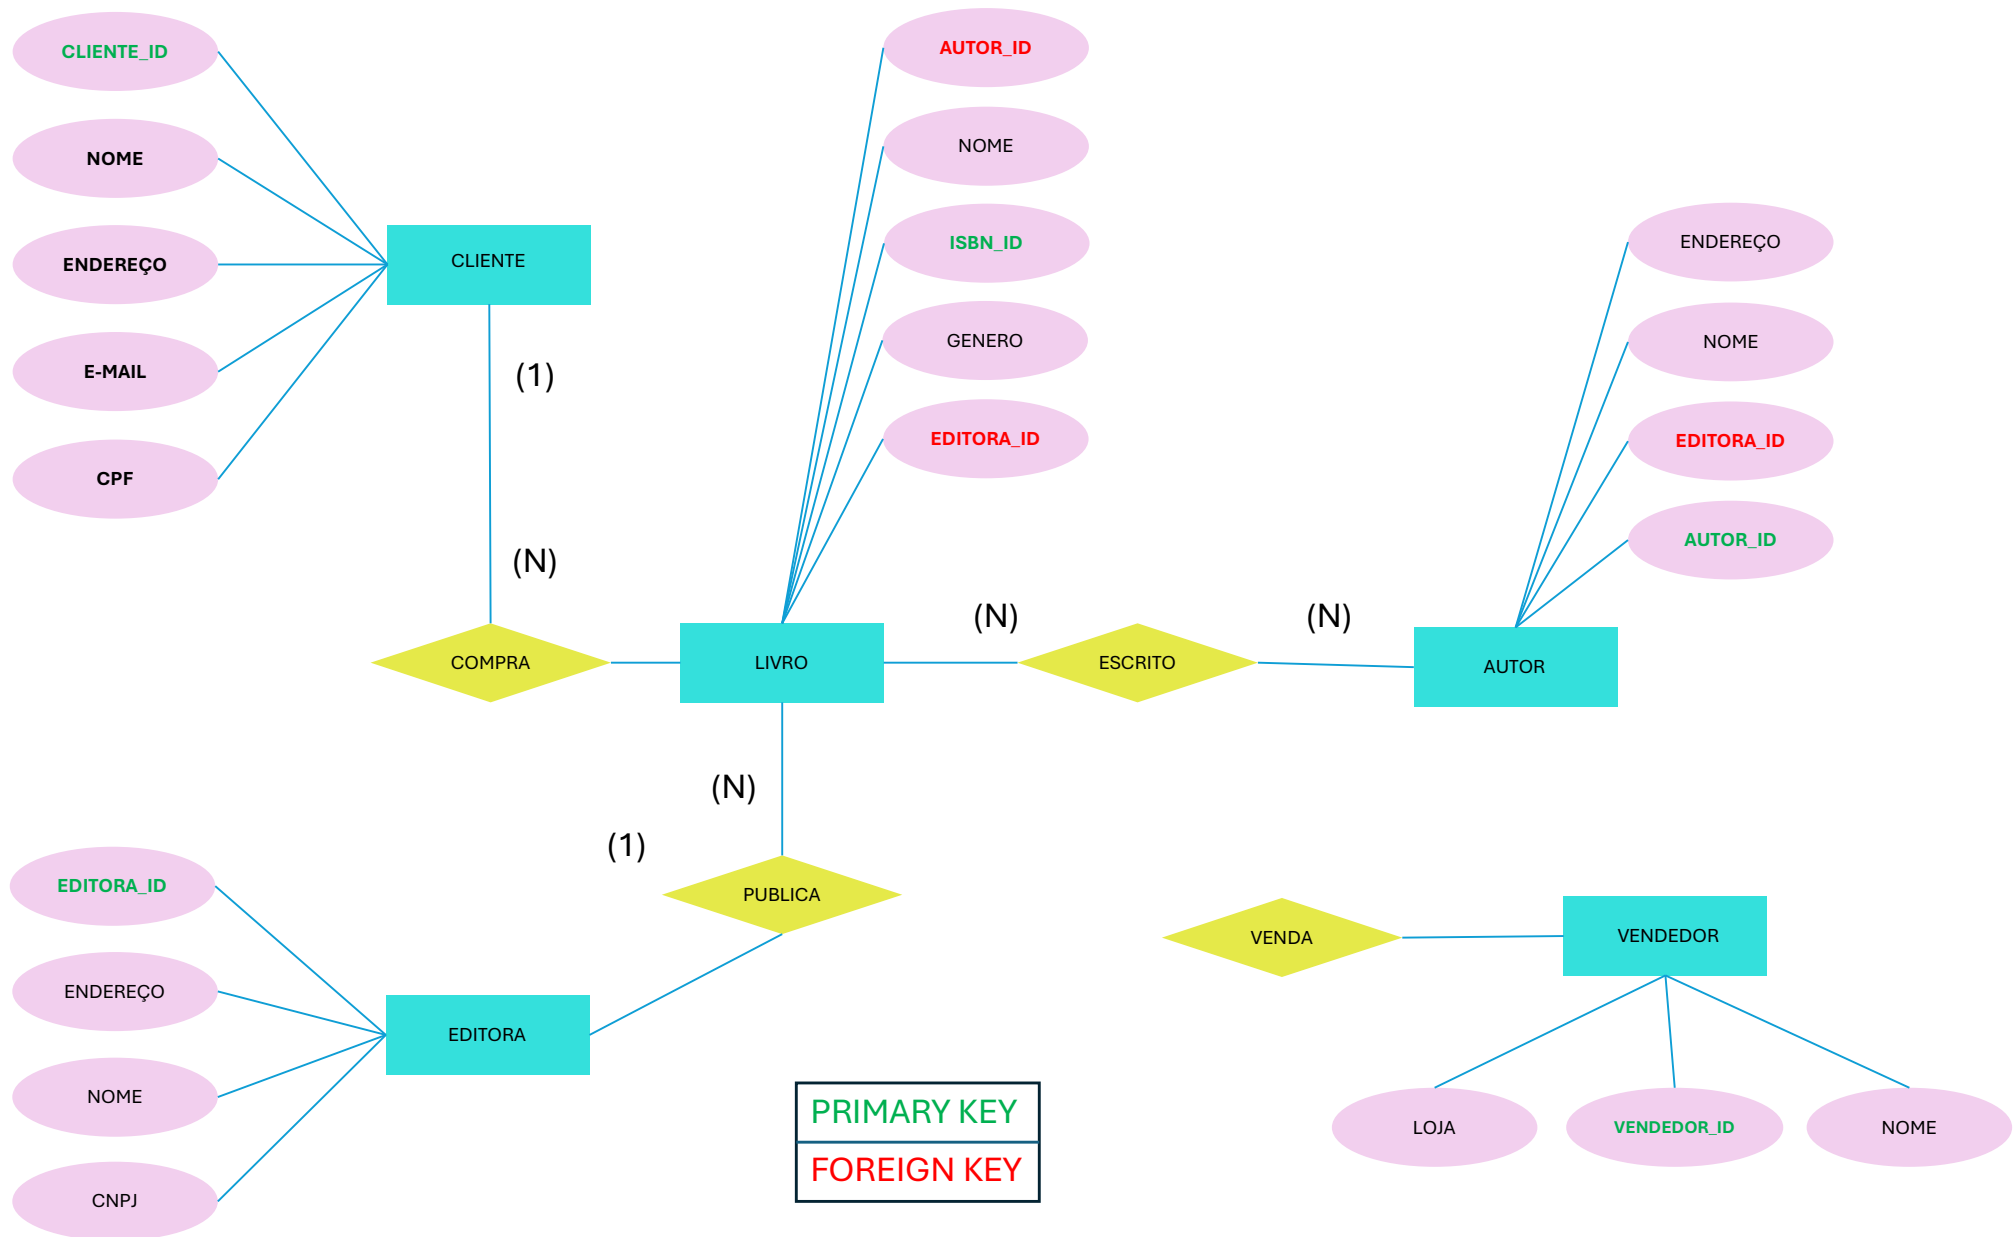 CLIENTE_ID
NOME
ENDEREÇO
E-MAIL
CPF
CLIENTE
(1)
(N)
COMPRA
AUTOR_ID
NOME
ISBN_ID
GENERO
EDITORA_ID
LIVRO
(N)
ESCRITO
(N)
ENDEREÇO
NOME
EDITORA_ID
AUTOR_ID
AUTOR
(N)
(1)
PUBLICA
EDITORA_ID
ENDEREÇO
NOME
CNPJ
EDITORA
PRIMARY KEY
FOREIGN KEY
VENDA
VENDEDOR
LOJA
VENDEDOR_ID
NOME